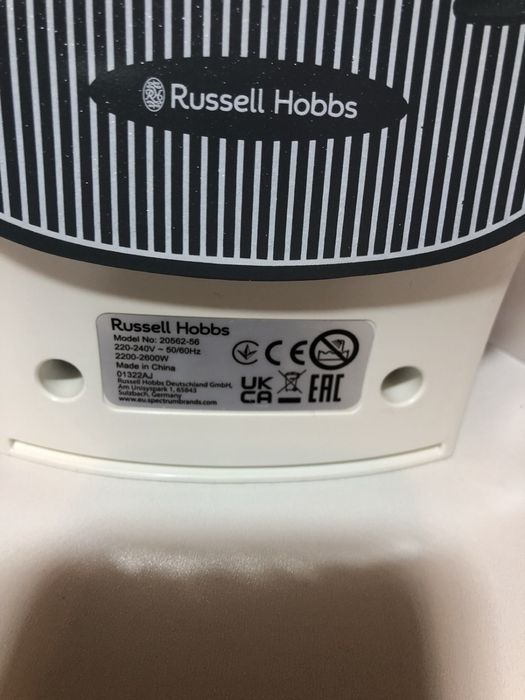 Russell Hobbs
Russell Hobbs
Model No: 20562-56
220-240V ~ 50/60Hz
2200-2600W
Made in China
01322AJ
Russell Hobbs Deutschland GmbH,
Am Unisyspark 1, 65843
Sulzbach, Germany
www.eu.spectrumbrands.com
CE
UK
CA
EAC